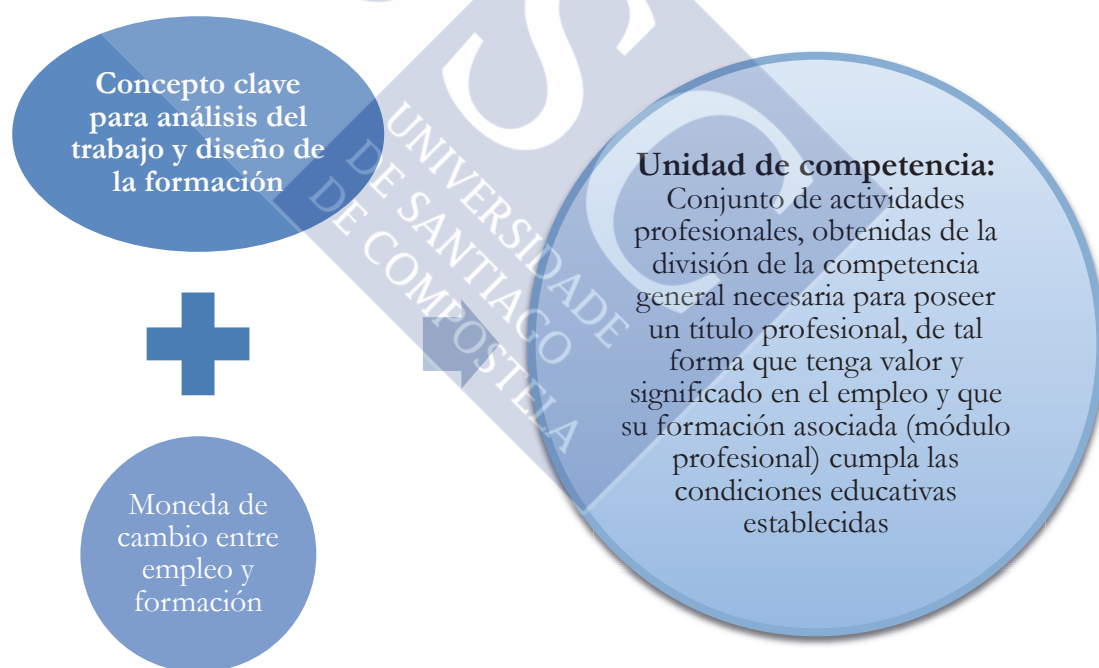 Concepto clave
para análisis del
trabajo y diseño de
la formación
Moneda de
cambio entre
empleo y
formación
Unidad de competencia:
Conjunto de actividades
profesionales, obtenidas de la
división de la competencia
general necesaria para poseer
un título profesional, de tal
forma que tenga valor y
significado en el empleo y que
su formación asociada (módulo
profesional) cumpla las
condiciones educativas
establecidas
SC
UNIVERSIDADE
DE SANTIAGO
DE COMPOSTELA